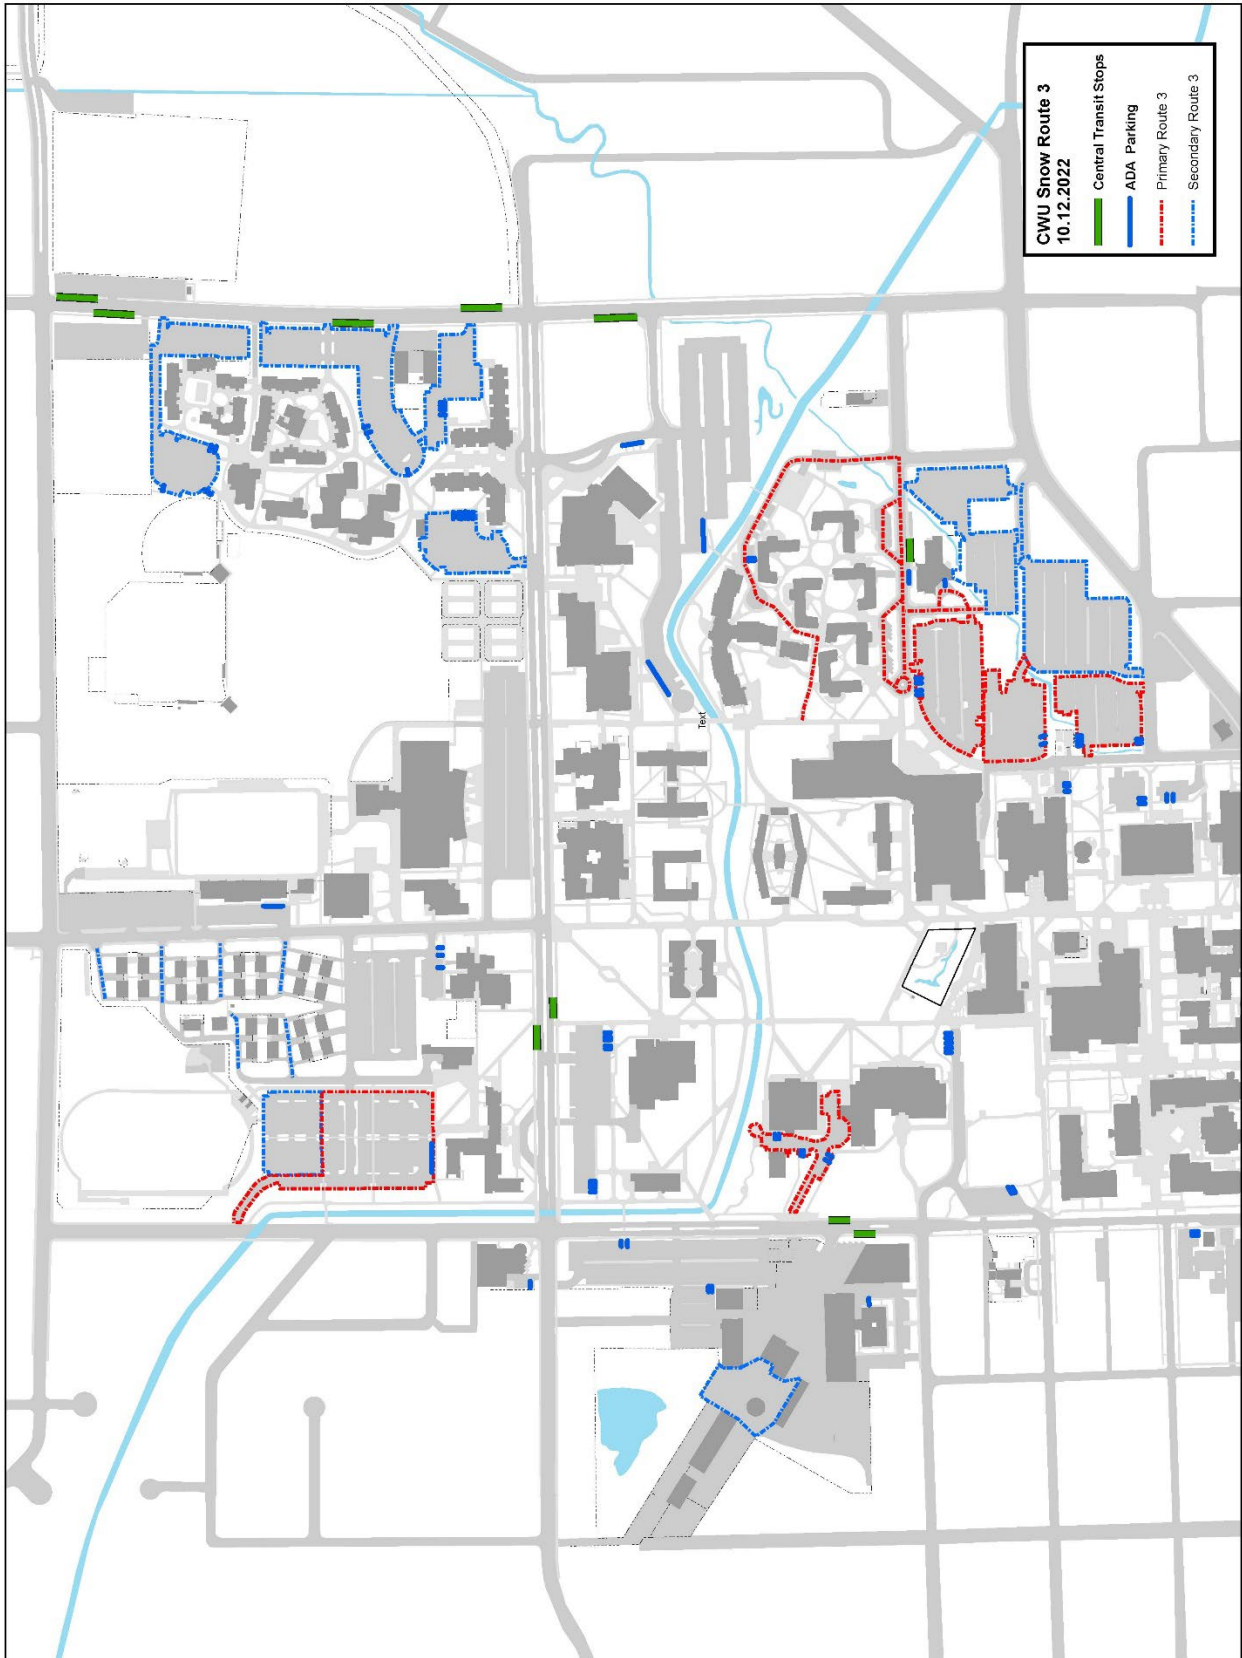 CWU Snow Route 3
10.12.2022
Central Transit Stops
ADA Parking
Primary Route 3
Secondary Route 3
Text